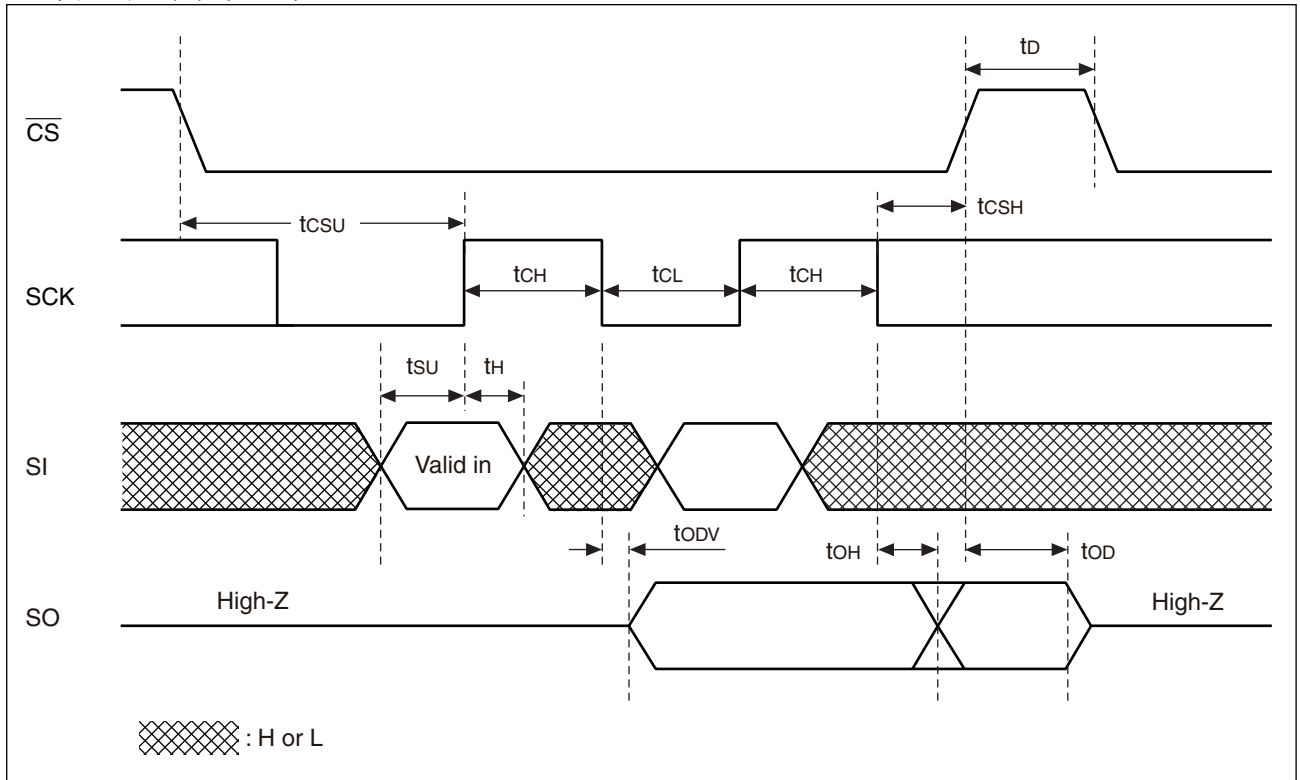 tD
CS
tCSU
tCSH
SCK
tCH
tCL
tCH
tSU
tH
SI
Valid in
tODV
tOH
tOD
SO
High-Z
High-Z
: H or L